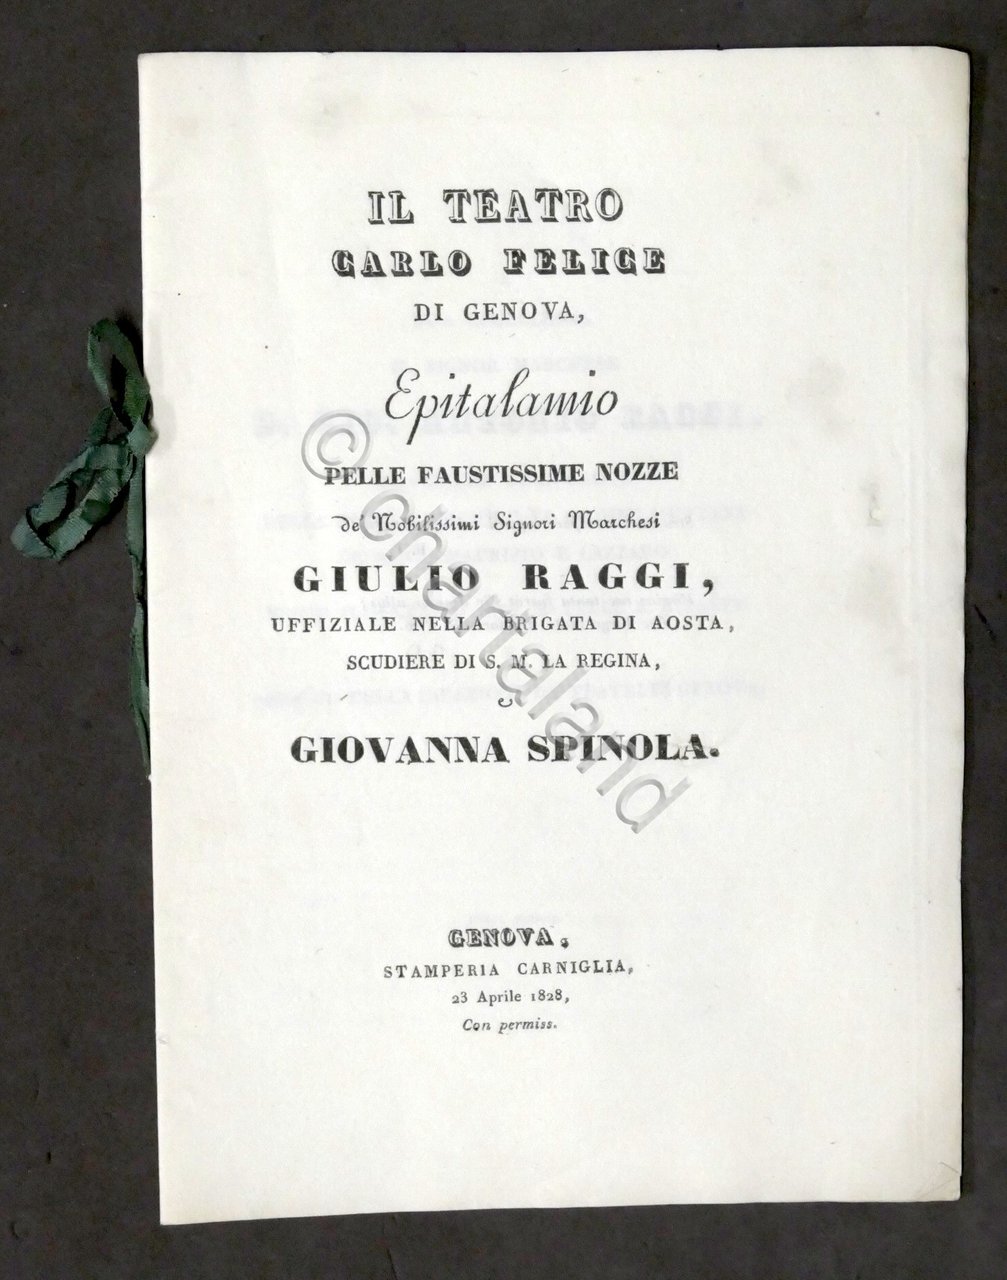 IL TEATRO
CARLO FELICE
DI GENOVA,
Epitalamio
PELLE FAUSTISSIME NOZZE
de' Nobilissimi Signori Marchesi
GIULIO RAGGI,
UFFIZIALE NELLA BRIGATA DI AOSTA,
SCUDIERE DI S. M. LA REGINA,
e
GIOVANNA SPINOLA.
GENOVA,
STAMPERIA CARNIGLIA,
23 Aprile 1828,
Con permiss.
© chartaland